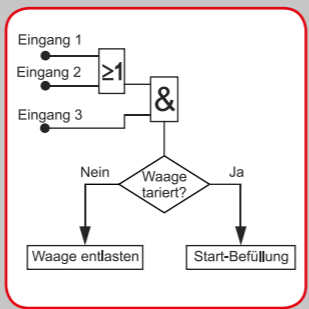 Eingang 1
Eingang 2
≥1
&
Eingang 3
Nein
Waage
tariert?
Ja
Waage entlasten
Start-Befüllung